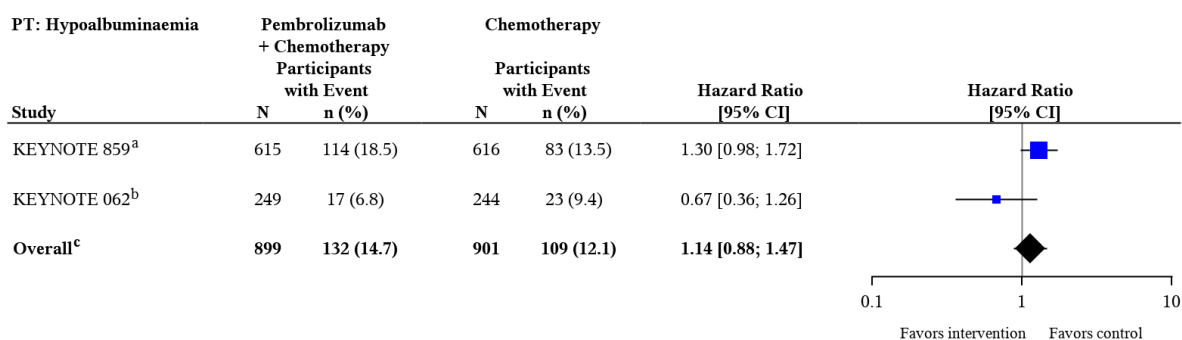 PT: Hypoalbuminaemia Pembrolizumab Chemotherapy
+ Chemotherapy
Participants Participants
with Event with Event Hazard Ratio Hazard Ratio
Study N n (%) N n (%) [95% CI] [95% CI]
KEYNOTE 859a 615 114 (18.5) 616 83 (13.5) 1.30 [0.98; 1.72]
KEYNOTE 062b 249 17 (6.8) 244 23 (9.4) 0.67 [0.36; 1.26]
Overallc 899 132 (14.7) 901 109 (12.1) 1.14 [0.88; 1.47]
0.1 1 10
Favors intervention Favors control